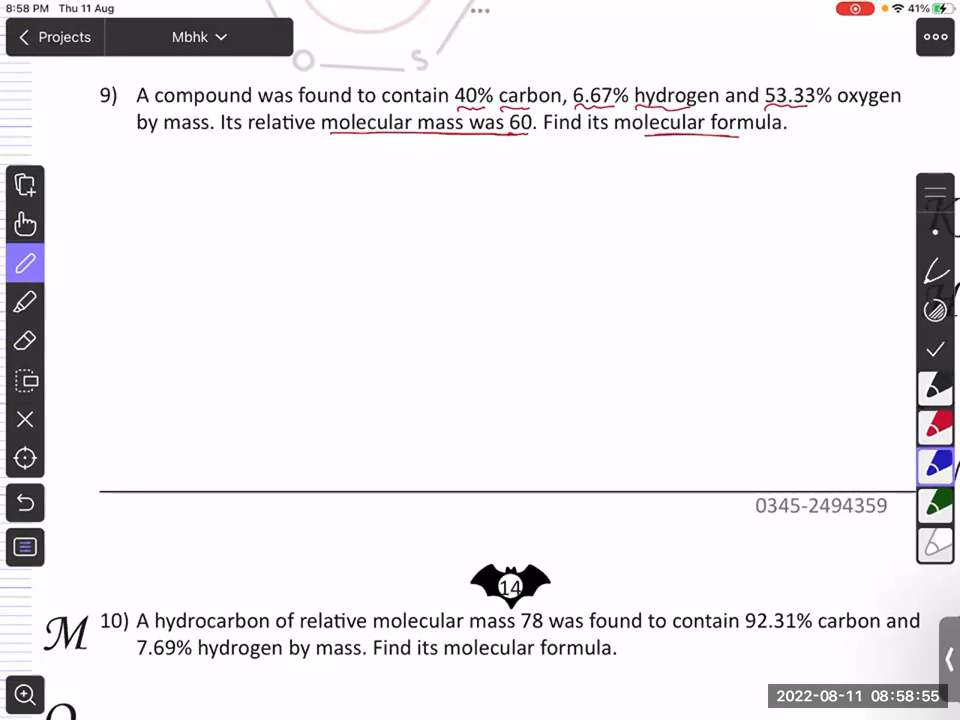 8:58 PM Thu 11 Aug
41%
Projects
Mbhk
O S
9) A compound was found to contain 40% carbon, 6.67% hydrogen and 53.33% oxygen
by mass. Its relative molecular mass was 60. Find its molecular formula.
0345-2494359
14
M
10) A hydrocarbon of relative molecular mass 78 was found to contain 92.31% carbon and
7.69% hydrogen by mass. Find its molecular formula.
2022-08-11 08:58:55